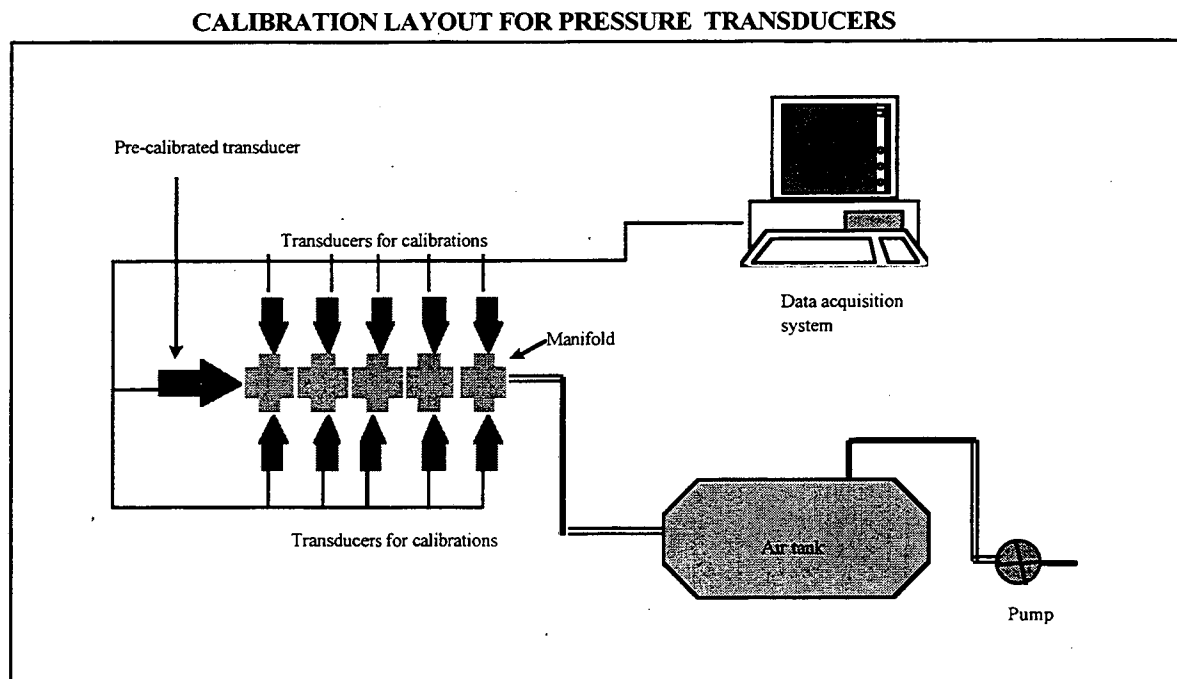 CALIBRATION LAYOUT FOR PRESSURE TRANSDUCERS
Pre-calibrated transducer
Transducers for calibrations
Manifold
Data acquisition
system
Transducers for calibrations
Air tank
Pump